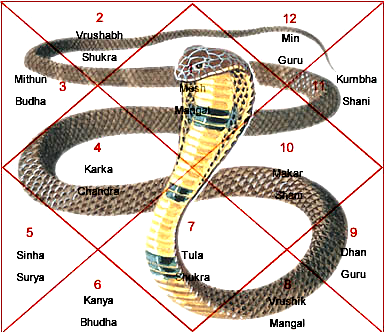 2
12
Vrushabh
Shukra
Min
Guru
Mithun
3
Budha
Mesh
Mangal
Kumbha
11
Shani
4
Karka
Chandra
10
Makar
Shani
5
Sinha
Surya
7
Tula
Shukra
9
Dhan
Guru
6
Kanya
Bhudha
8
Vrushik
Mangal